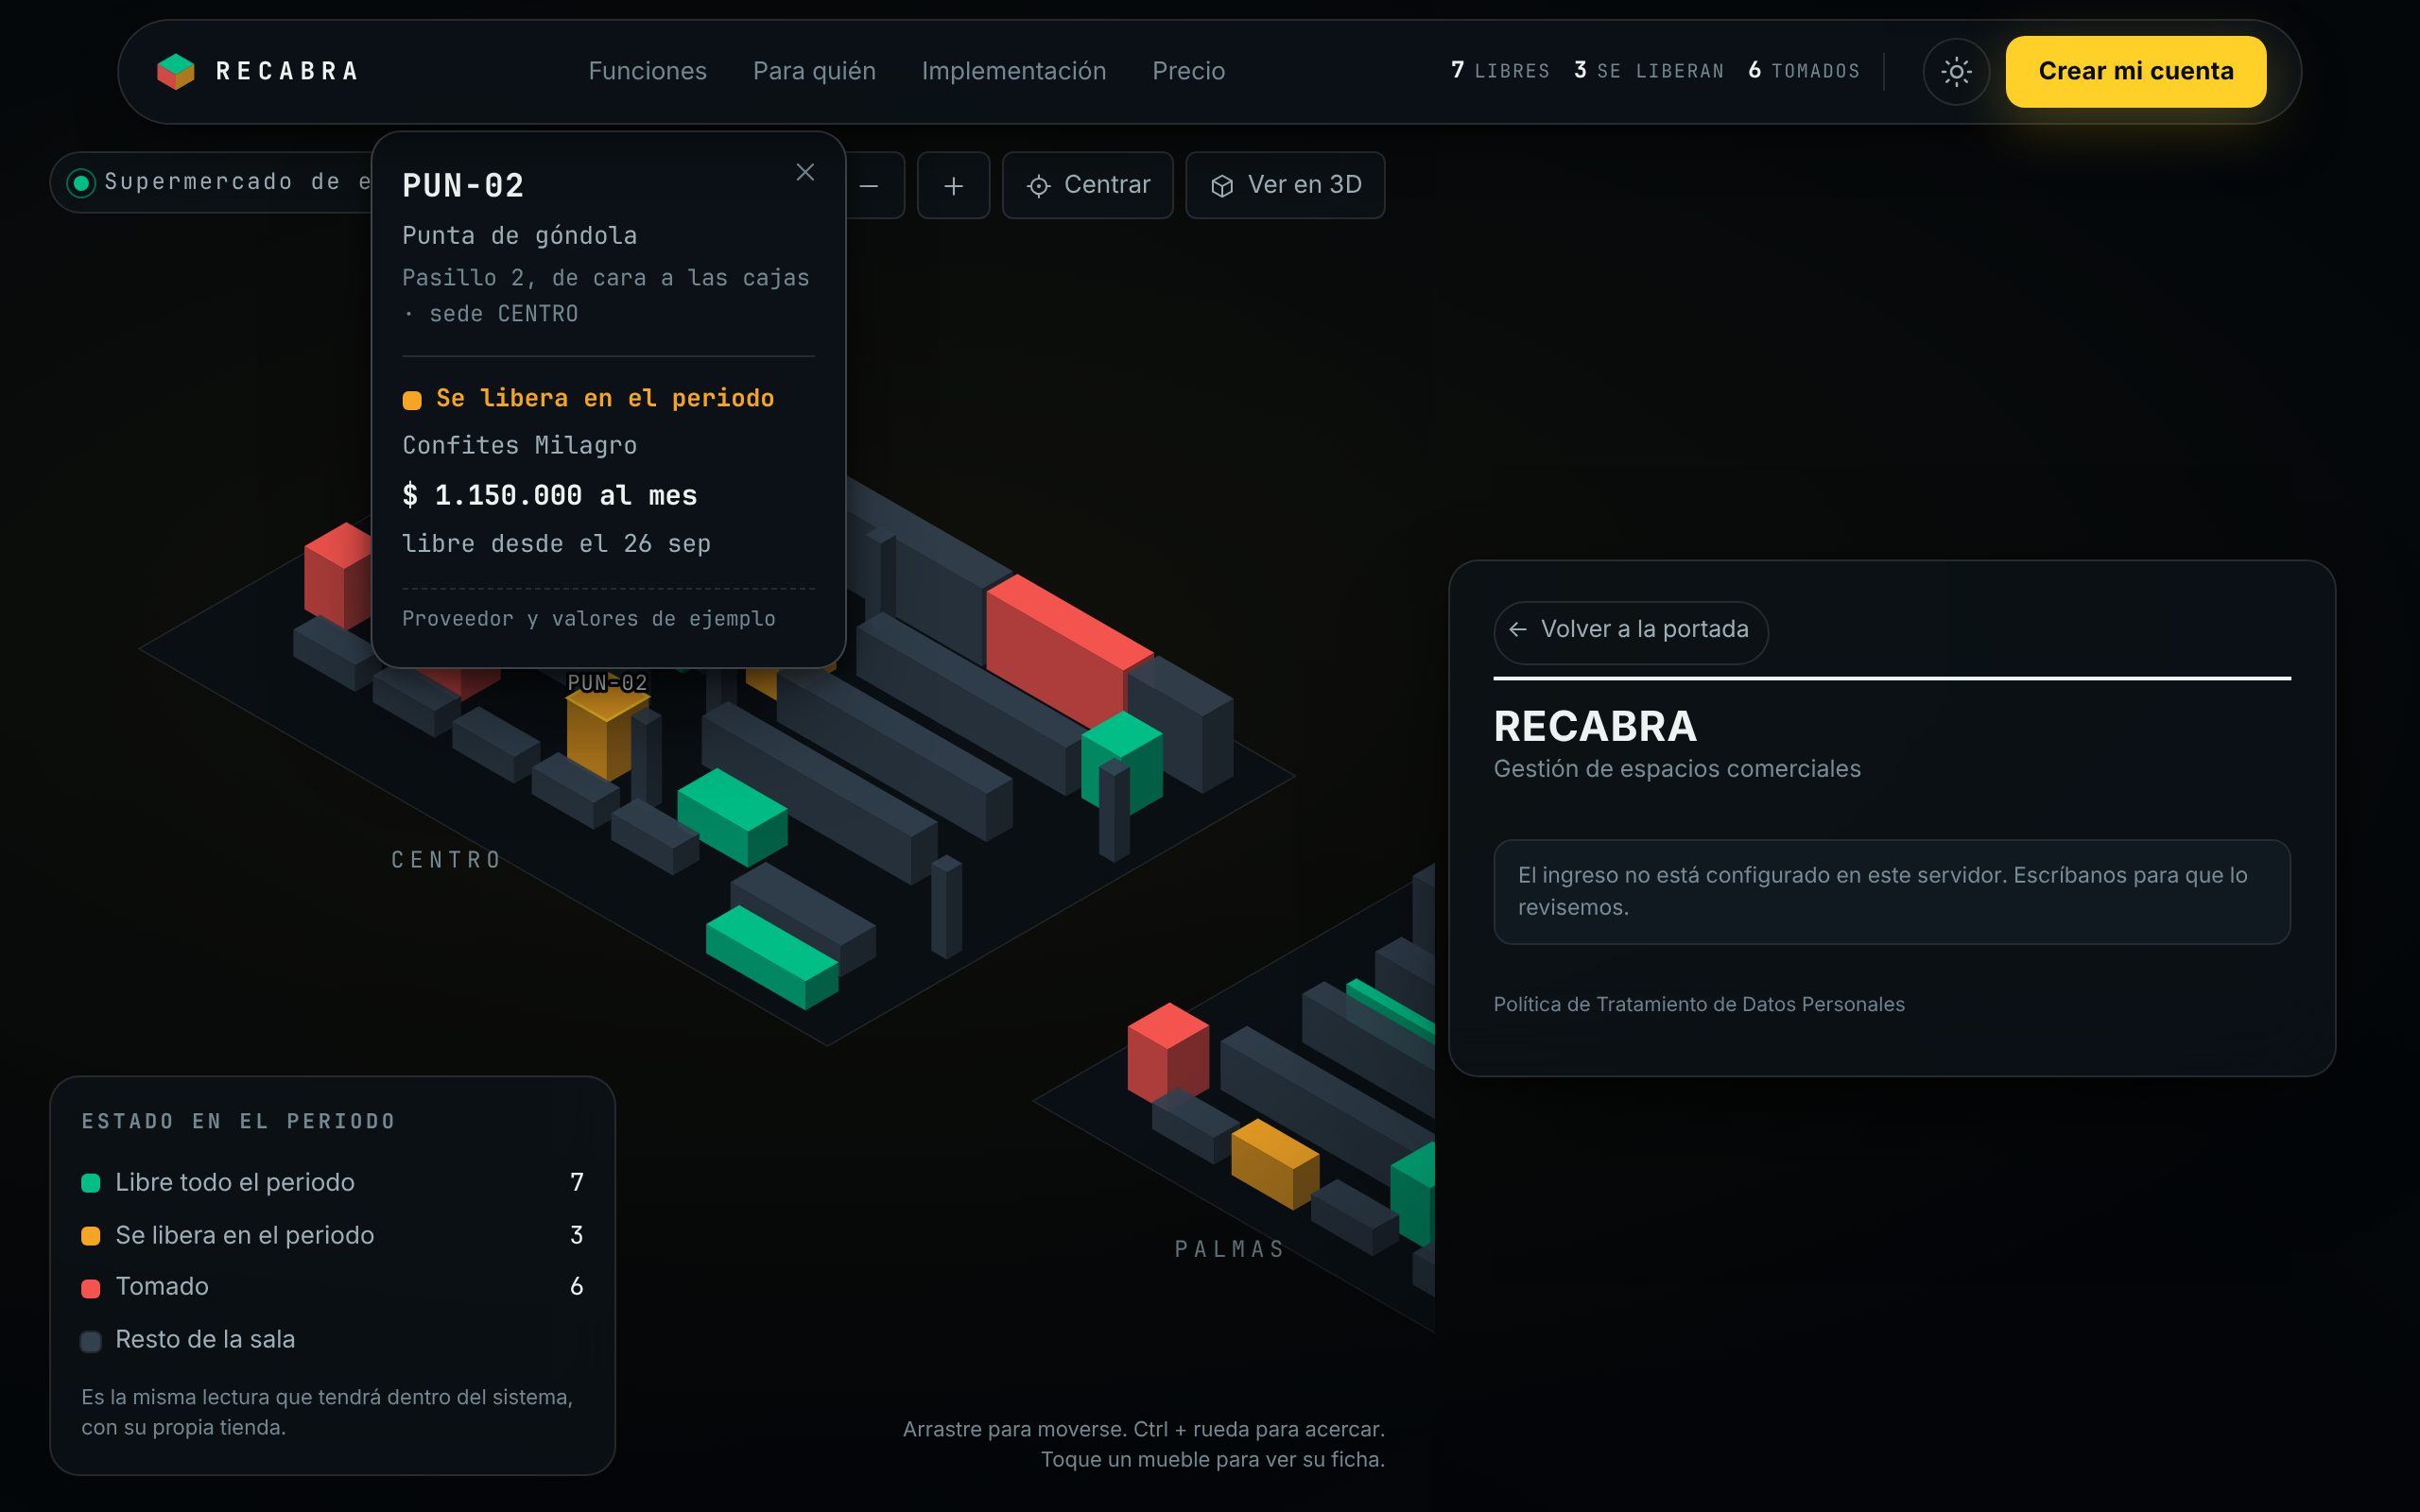 RECABRA
Funciones
Para quién
Implementación
Precio
7 LIBRES 3 SE LIBERAN 6 TOMADOS
Crear mi cuenta
Supermercado de e
Centrar
Ver en 3D
PUN-02
Punta de góndola
Pasillo 2, de cara a las cajas
· sede CENTRO
Se libera en el periodo
Confites Milagro
$ 1.150.000 al mes
libre desde el 26 sep
Proveedor y valores de ejemplo
PUN-02
CENTRO
PALMAS
← Volver a la portada
RECABRA
Gestión de espacios comerciales
El ingreso no está configurado en este servidor. Escríbanos para que lo
revisemos.
Política de Tratamiento de Datos Personales
ESTADO EN EL PERIODO
Libre todo el periodo 7
Se libera en el periodo 3
Tomado 6
Resto de la sala
Es la misma lectura que tendrá dentro del sistema,
con su propia tienda.
Arrastre para moverse. Ctrl + rueda para acercar.
Toque un mueble para ver su ficha.